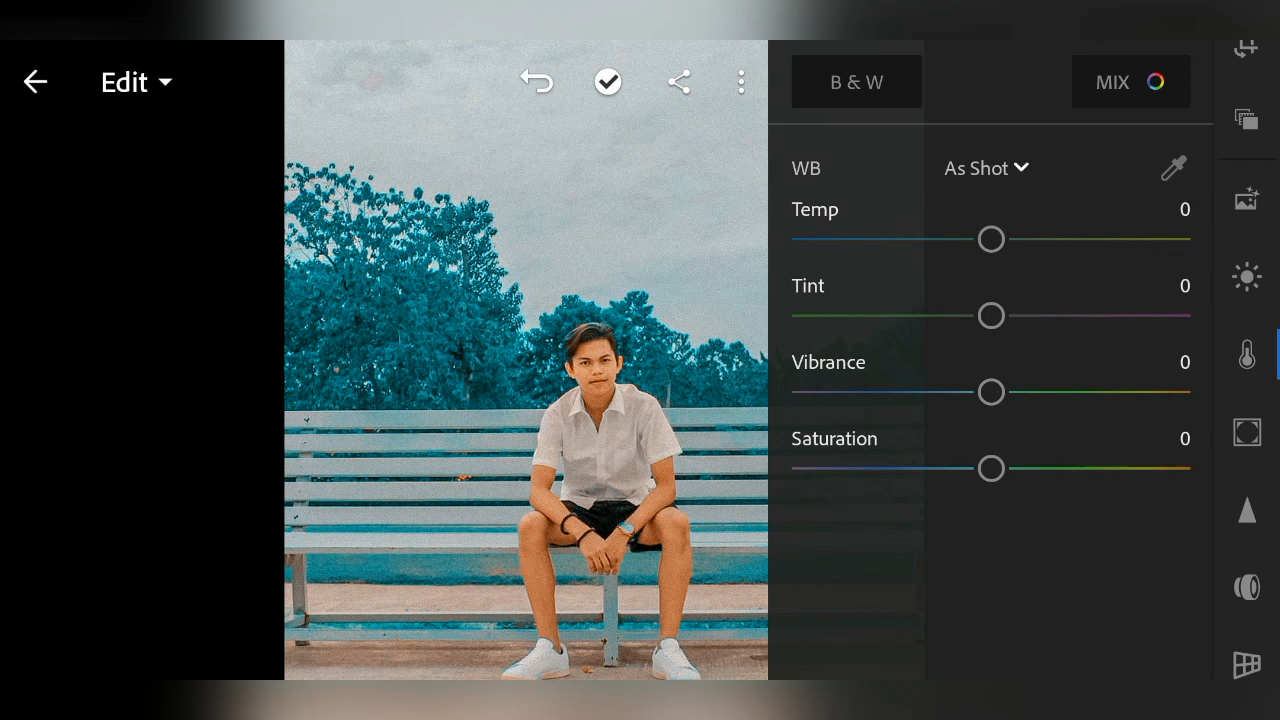 Edit
B & W
MIX
WB
As Shot
Temp
0
Tint
0
Vibrance
0
Saturation
0